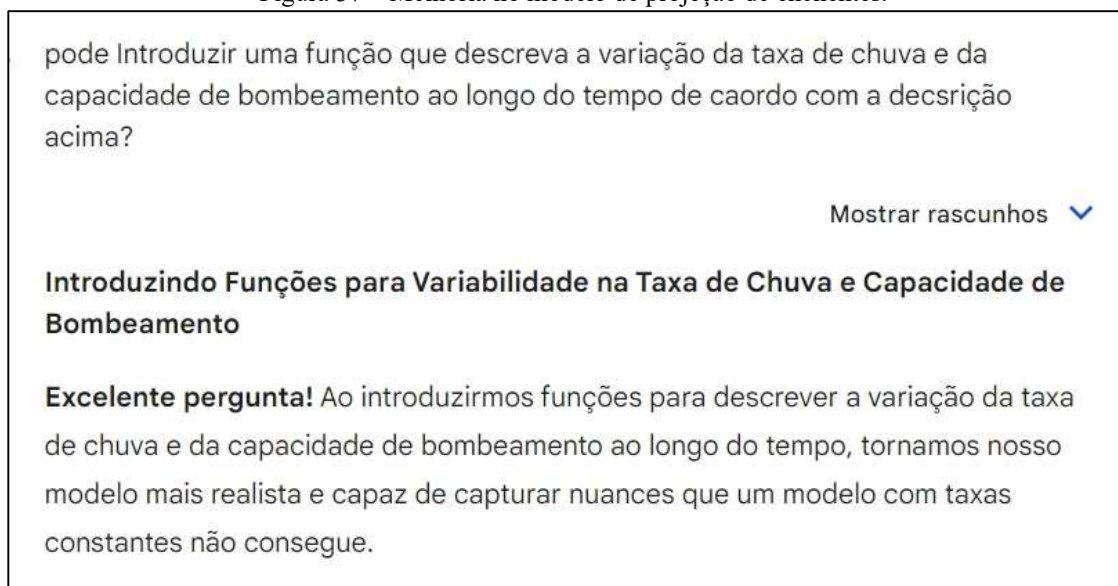 pode Introduzir uma função que descreva a variação da taxa de chuva e da
capacidade de bombeamento ao longo do tempo de caordo com a decsrição
acima?
Mostrar rascunhos
Introduzindo Funções para Variabilidade na Taxa de Chuva e Capacidade de
Bombeamento
Excelente pergunta! Ao introduzirmos funções para descrever a variação da taxa
de chuva e da capacidade de bombeamento ao longo do tempo, tornamos nosso
modelo mais realista e capaz de capturar nuances que um modelo com taxas
constantes não consegue.